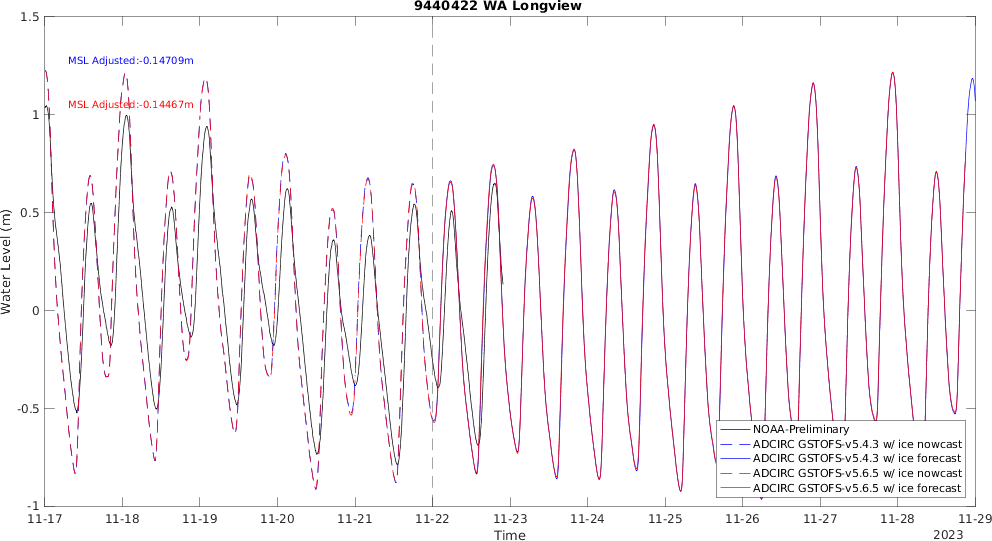 9440422 WA Longview
MSL Adjusted:-0.14709m
MSL Adjusted:-0.14467m
Water Level (m)
1.5
1
0.5
0
-0.5
-1
NOAA-Preliminary
ADCIRC GSTOFS-v5.4.3 w/ ice nowcast
ADCIRC GSTOFS-v5.4.3 w/ ice forecast
ADCIRC GSTOFS-v5.6.5 w/ ice nowcast
ADCIRC GSTOFS-v5.6.5 w/ ice forecast
11-17 11-18 11-19 11-20 11-21 11-22 11-23 11-24 11-25 11-26 11-27 11-28 11-29
Time
2023